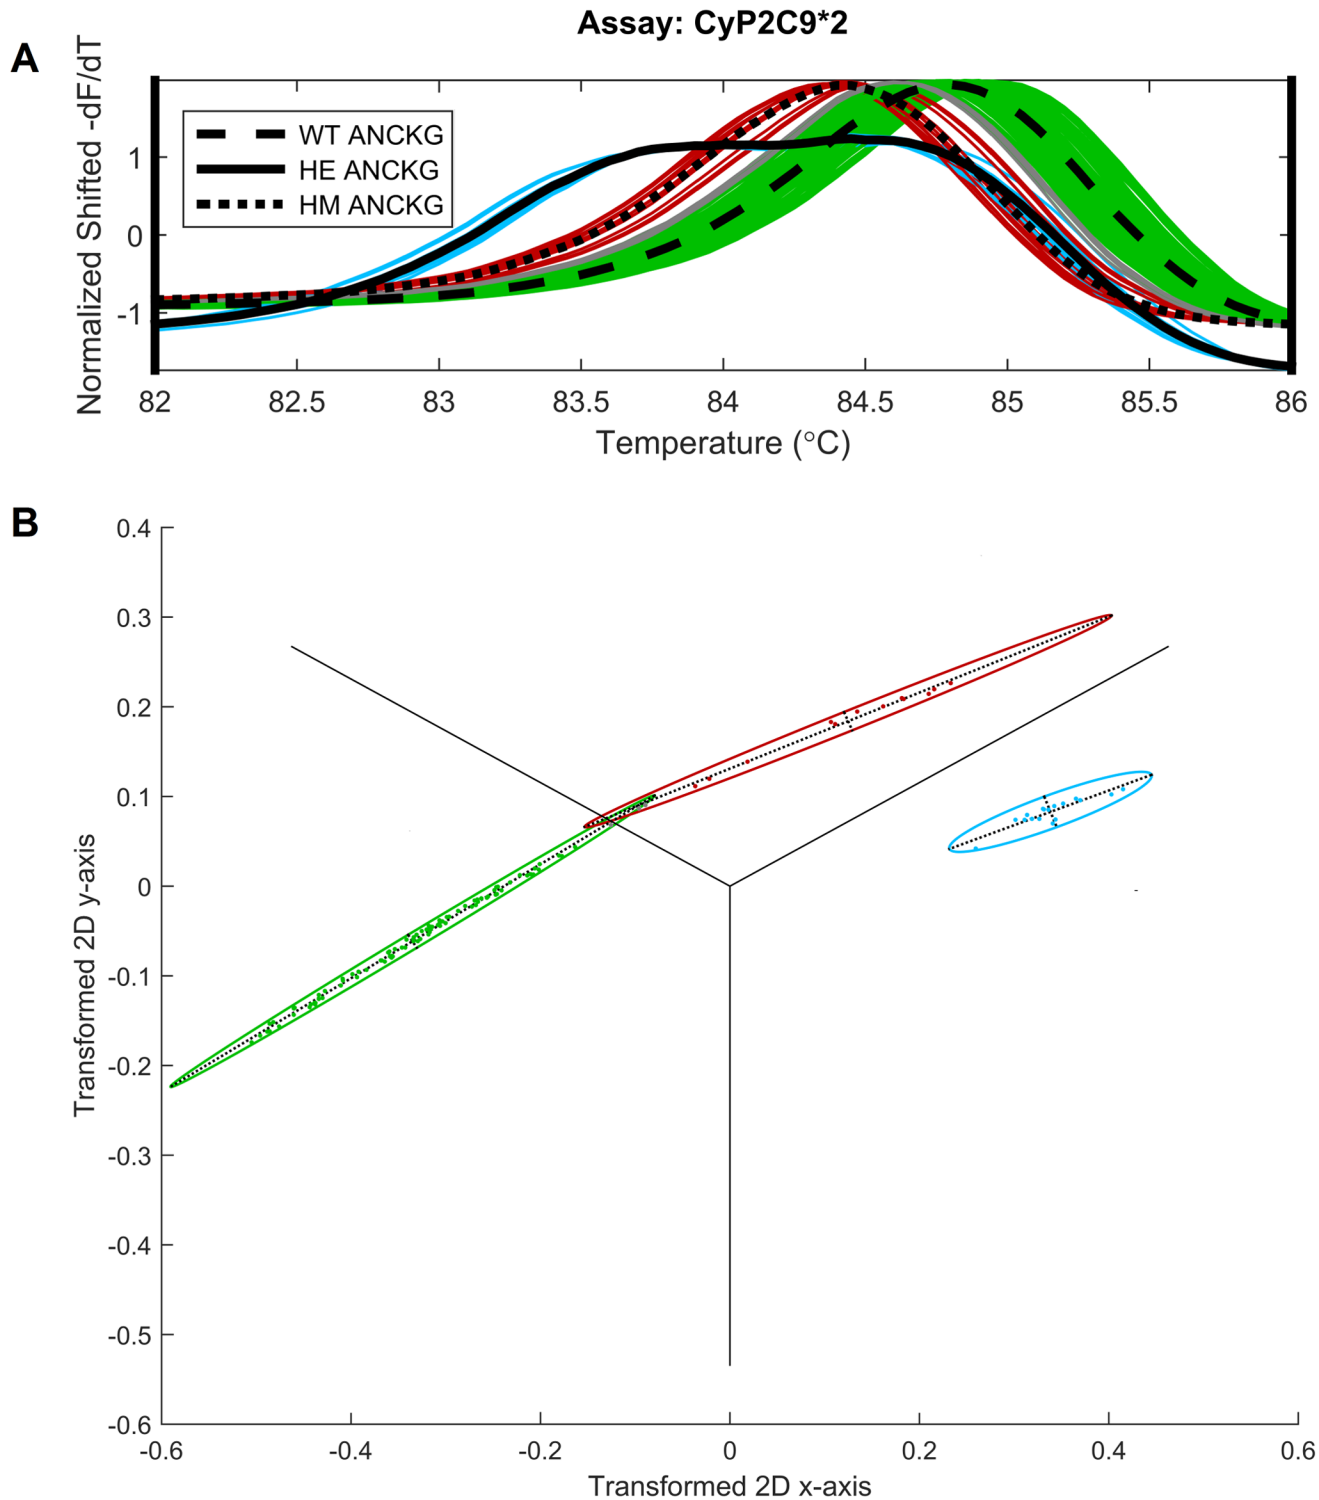 Assay: CyP2C9*2
A
Normalized Shifted -dF/dT
1
0
-1
WT ANCKG
HE ANCKG
HM ANCKG
82 82.5 83 83.5 84 84.5 85 85.5 86
Temperature (°C)
B
Transformed 2D y-axis
0.4
0.3
0.2
0.1
0
-0.1
-0.2
-0.3
-0.4
-0.5
-0.6
-0.6 -0.4 -0.2 0 0.2 0.4 0.6
Transformed 2D x-axis